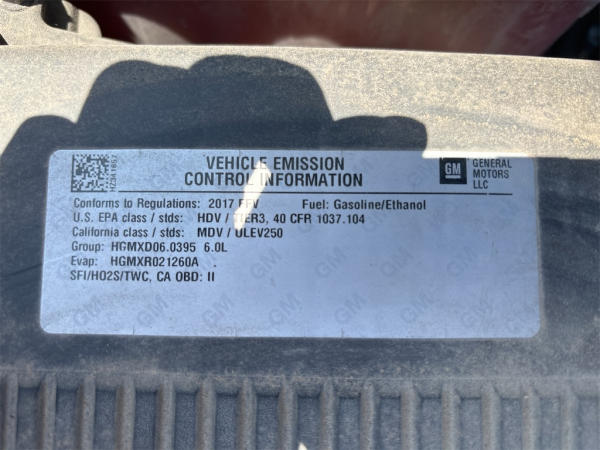 VEHICLE EMISSION
CONTROL INFORMATION
GM
GENERAL
MOTORS
LLC
Conforms to Regulations: 2017 FFV Fuel: Gasoline/Ethanol
U.S. EPA class / stds: HDV / TIER3, 40 CFR 1037.104
California class / stds: MDV / ULEV250
Group: HGMXD06.0395 6.0L
Evap: HGMXR021260A
SFI/HO2S/TWC, CA OBD: II